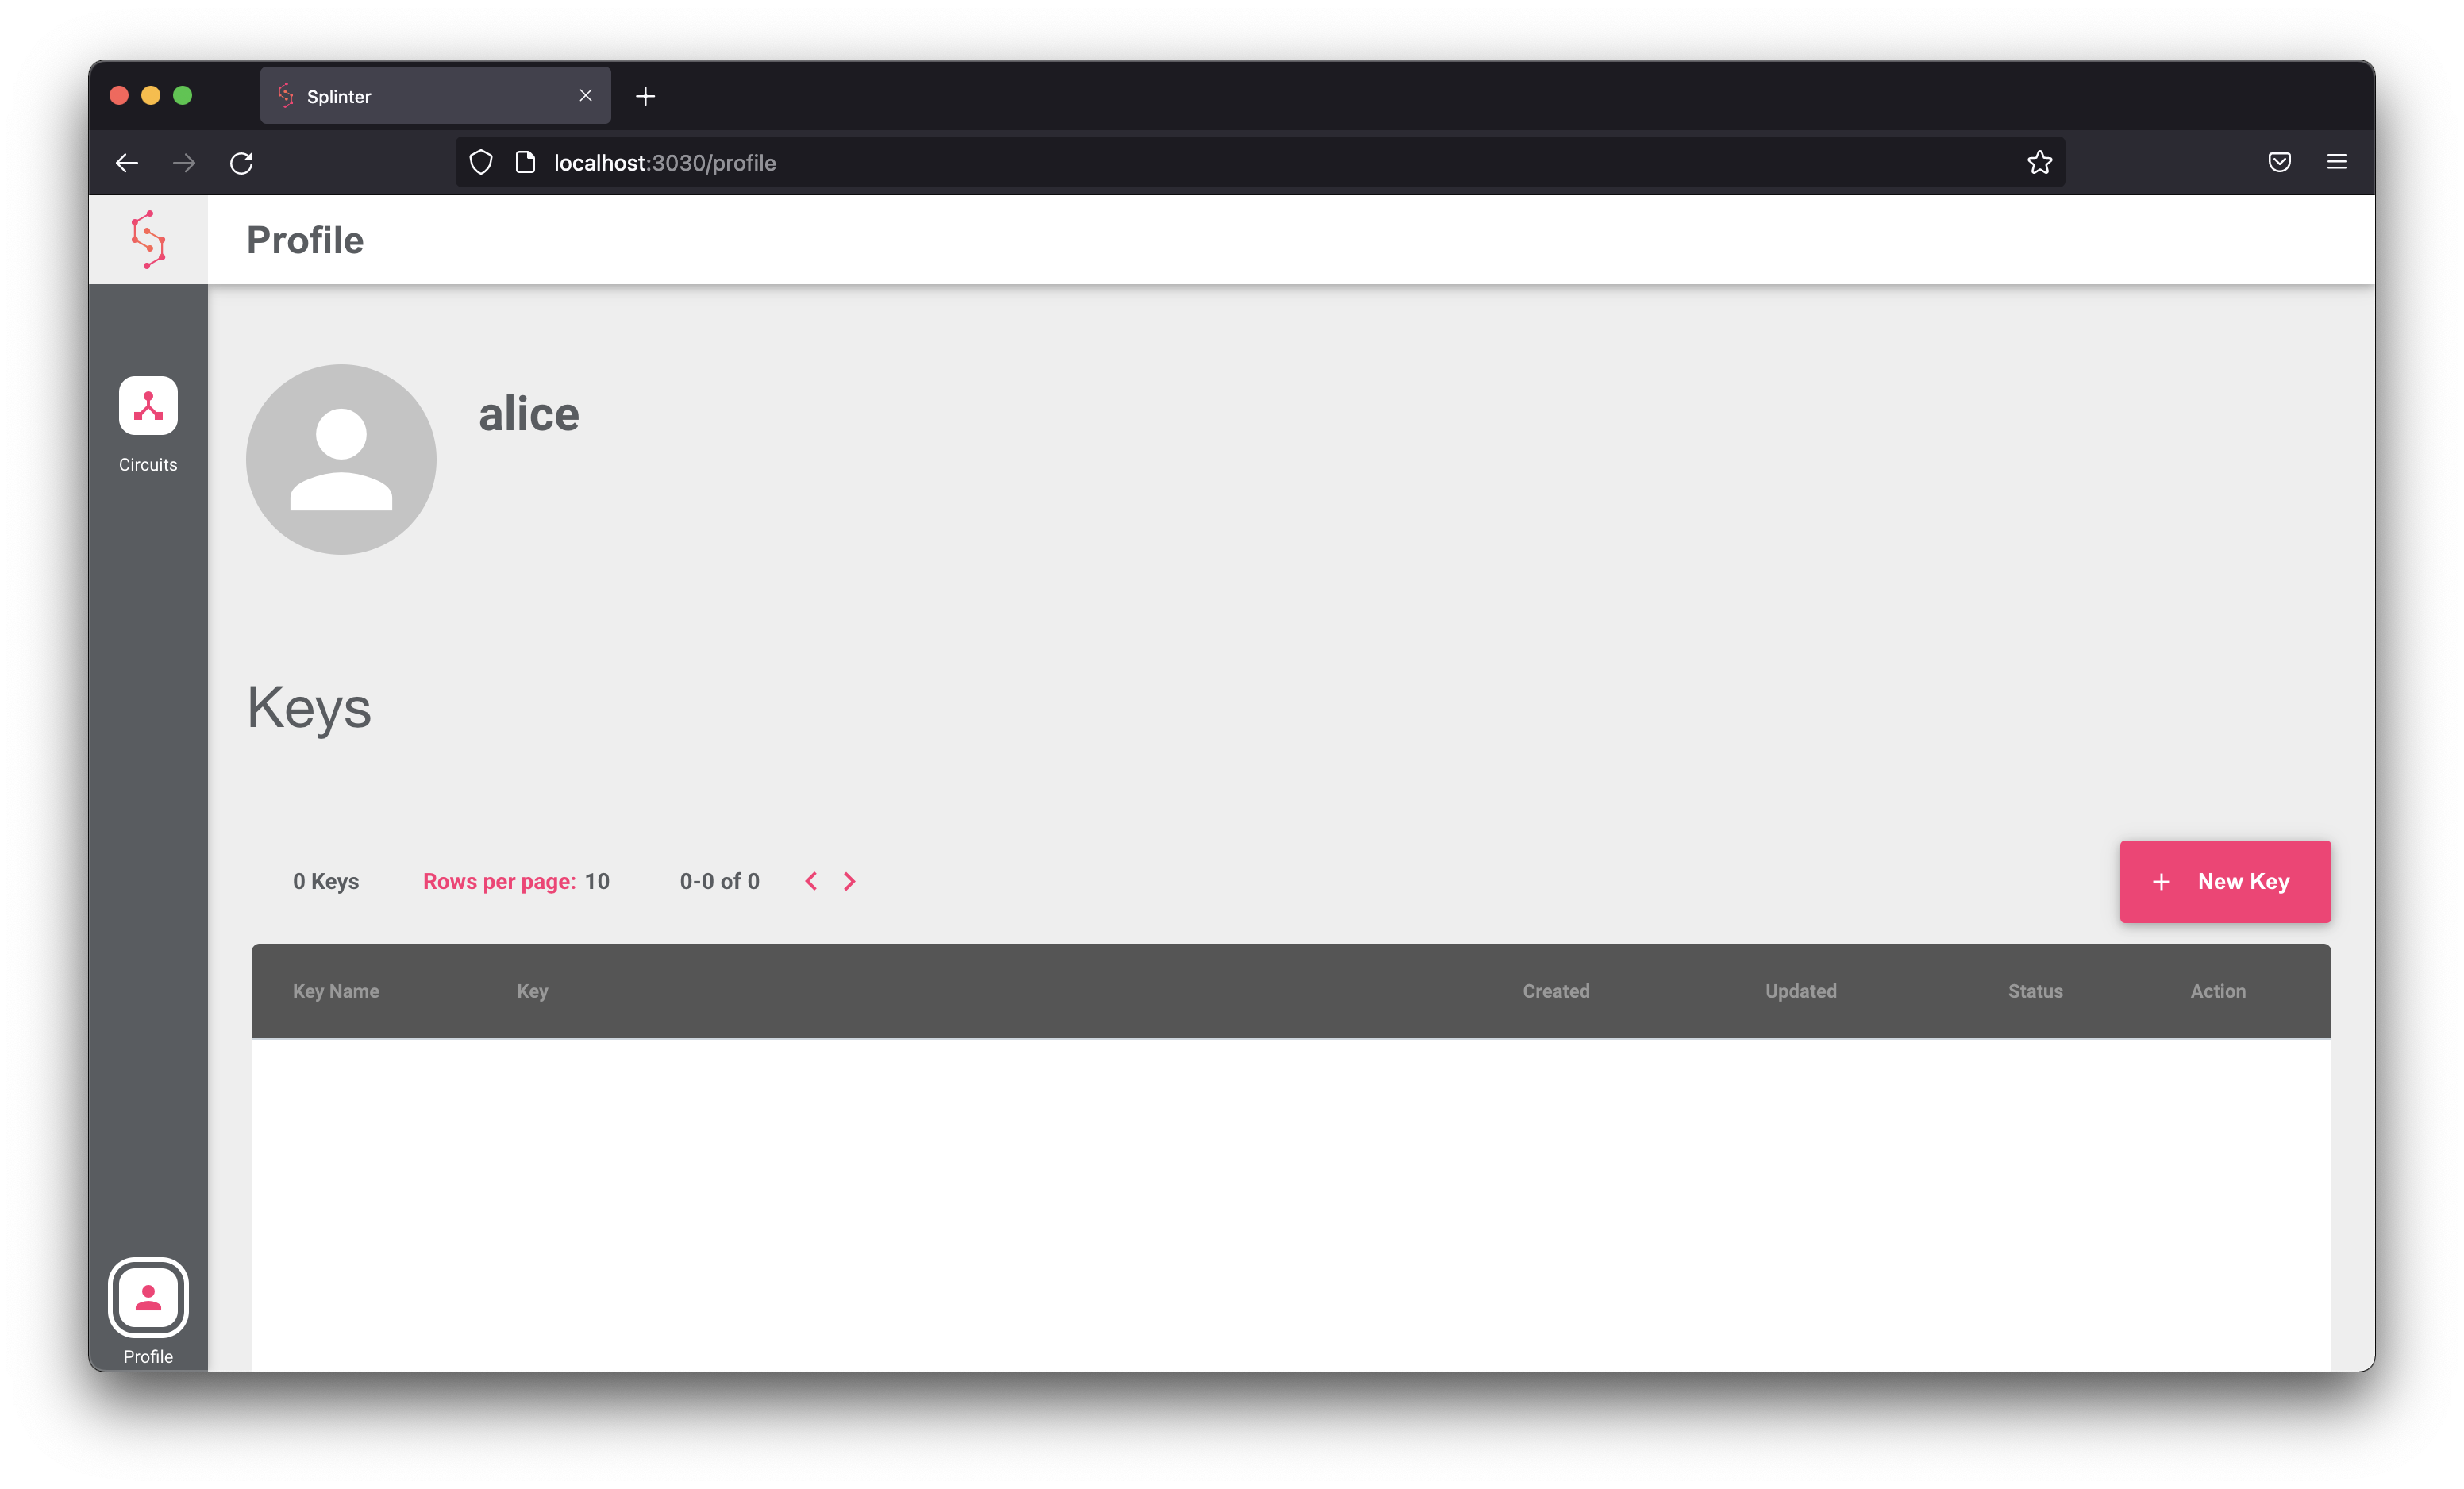 Splinter
localhost:3030/profile
Profile
Circuits
alice
Keys
0 Keys Rows per page: 10 0-0 of 0 New Key
Key Name Key Created Updated Status Action
Profile